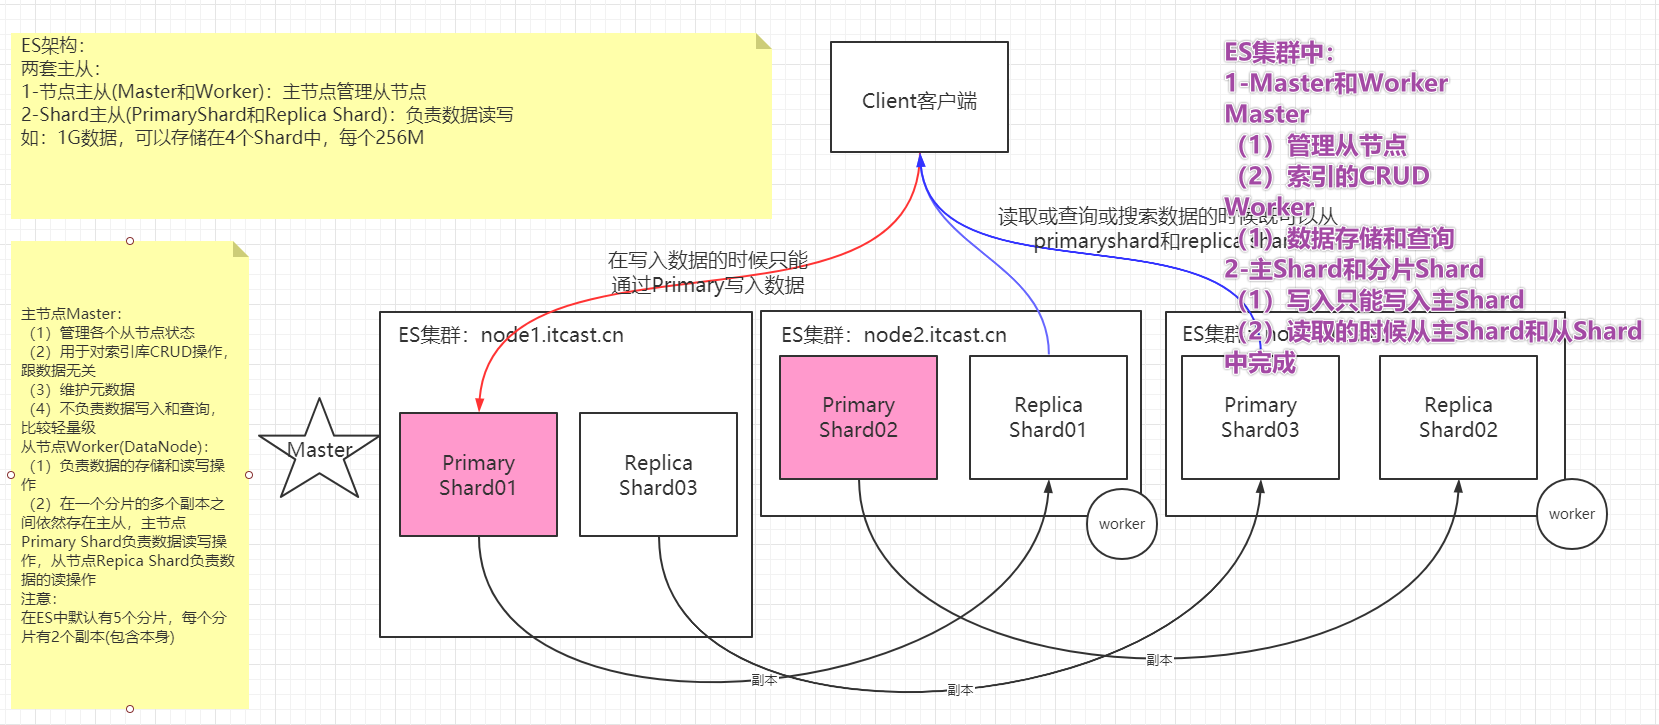 ES架构：
两套主从：
1-节点主从(Master和Worker)：主节点管理从节点
2-Shard主从(PrimaryShard和Replica Shard)：负责数据读写
如：1G数据，可以存储在4个Shard中，每个256M
Client客户端
ES集群中：
1-Master和Worker
Master
（1）管理从节点
（2）索引的CRUD
Worker
（1）数据存储和查询
2-主Shard和分片Shard
（1）写入只能写入主Shard
（2）读取的时候从主Shard和从Shard
中完成
读取或查询或搜索数据的时候既可以从
primaryshard和replica shar
在写入数据的时候只能
通过Primary写入数据
主节点Master：
（1）管理各个从节点状态
（2）用于对索引库CRUD操作，
跟数据无关
（3）维护元数据
（4）不负责数据写入和查询，
比较轻量级
从节点Worker(DataNode)：
（1）负责数据的存储和读写操
作
（2）在一个分片的多个副本之
间依然存在主从，主节点
Primary Shard负责数据读写操
作，从节点Repica Shard负责数
据的读操作
注意：
在ES中默认有5个分片，每个分
片有2个副本(包含本身)
Master
ES集群：node1.itcast.cn
Primary
Shard01
Replica
Shard03
ES集群：node2.itcast.cn
Primary
Shard02
Replica
Shard01
worker
ES集群
Primary
Shard03
Replica
Shard02
worker
副本
副本
副本